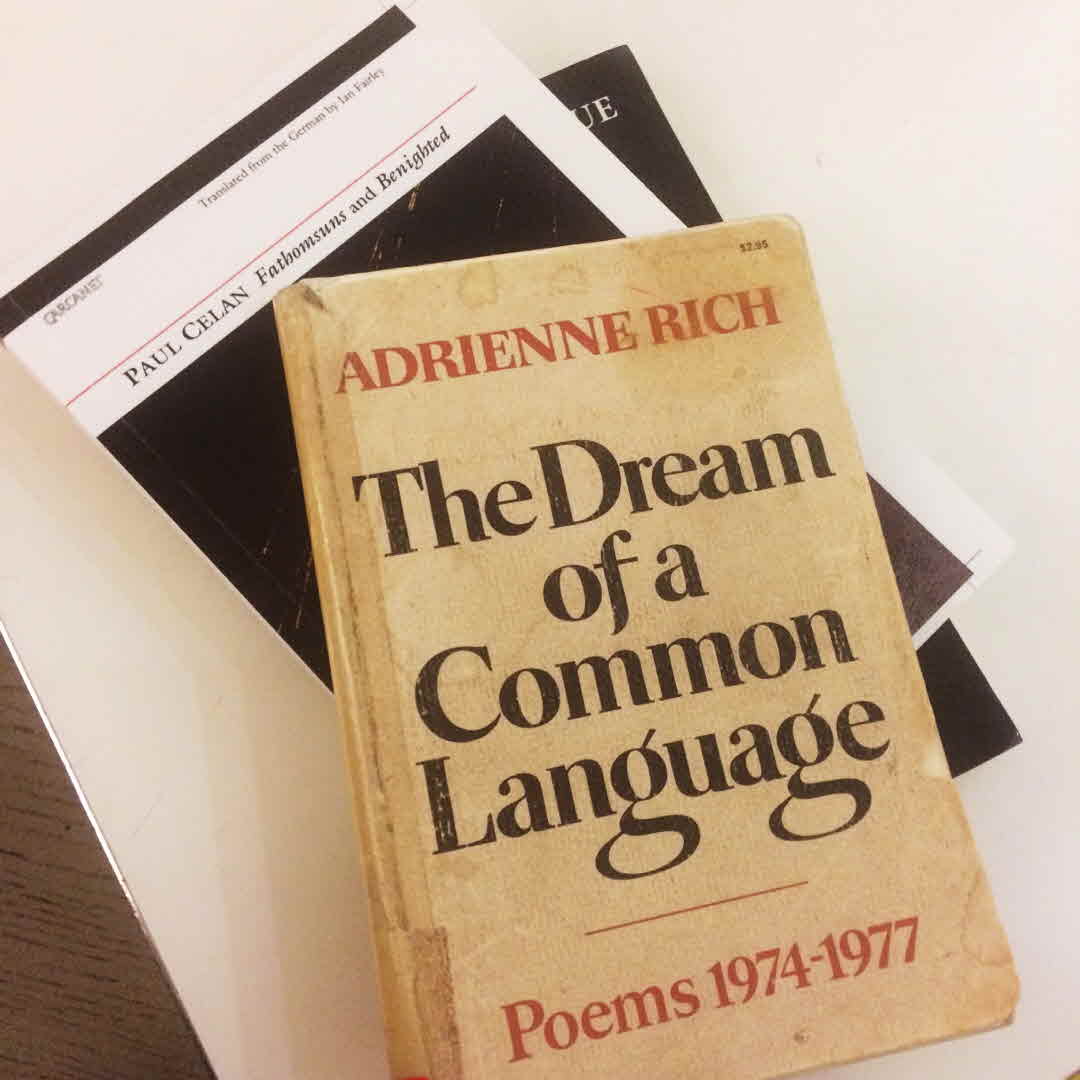 Translated from the German by Ian Fairley
CARCANET
PAUL CELAN Fathomsuns and Benighted
UE
$2.95
ADRIENNE RICH
The Dream
of a
Common
Language
Poems 1974-1977